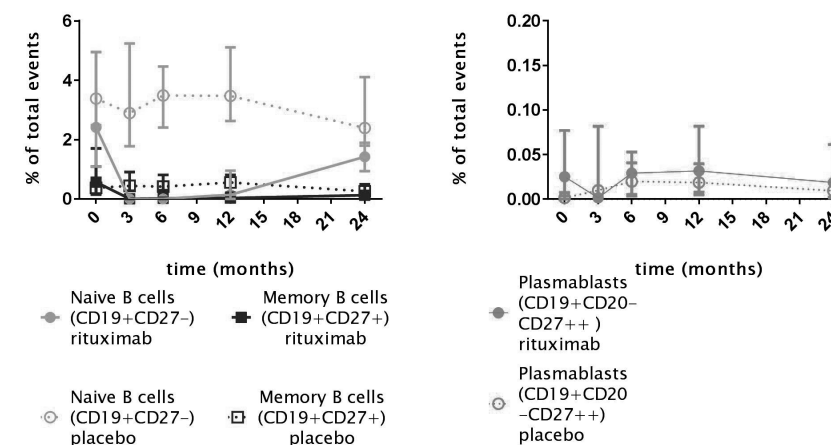 % of total events
6
4
2
0
0 3 6 9 12 15 18 21 24
time (months)
Naive B cells
(CD19+CD27–)
rituximab
Memory B cells
(CD19+CD27+)
rituximab
Naive B cells
(CD19+CD27–)
placebo
Memory B cells
(CD19+CD27+)
placebo
% of total events
0.20
0.15
0.10
0.05
0.00
0 3 6 9 12 15 18 21 24
time (months)
Plasmablasts
(CD19+CD20–
CD27++ )
rituximab
Plasmablasts
(CD19+CD20
–CD27++)
placebo